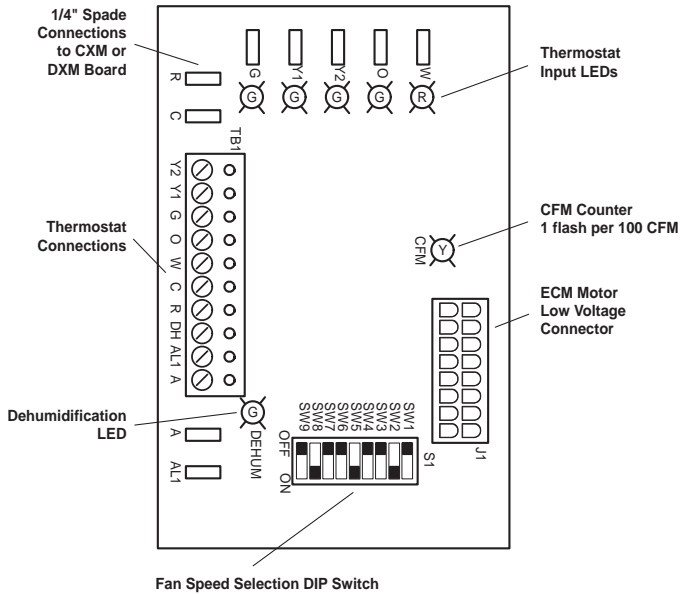 1/4" Spade
Connections
to CXM or
DXM Board
Thermostat
Input LEDs
G
Y1
Y2
O
W
G
G
G
G
R
R
C
TB1
Y2
Y1
G
O
W
C
R
DH
AL1
A
Thermostat
Connections
CFM Counter
1 flash per 100 CFM
CFM
Y
ECM Motor
Low Voltage
Connector
Dehumidification
LED
G
DEHUM
A
AL1
OFF
ON
SW9
SW8
SW7
SW6
SW5
SW4
SW3
SW2
SW1
S1
J1
Fan Speed Selection DIP Switch